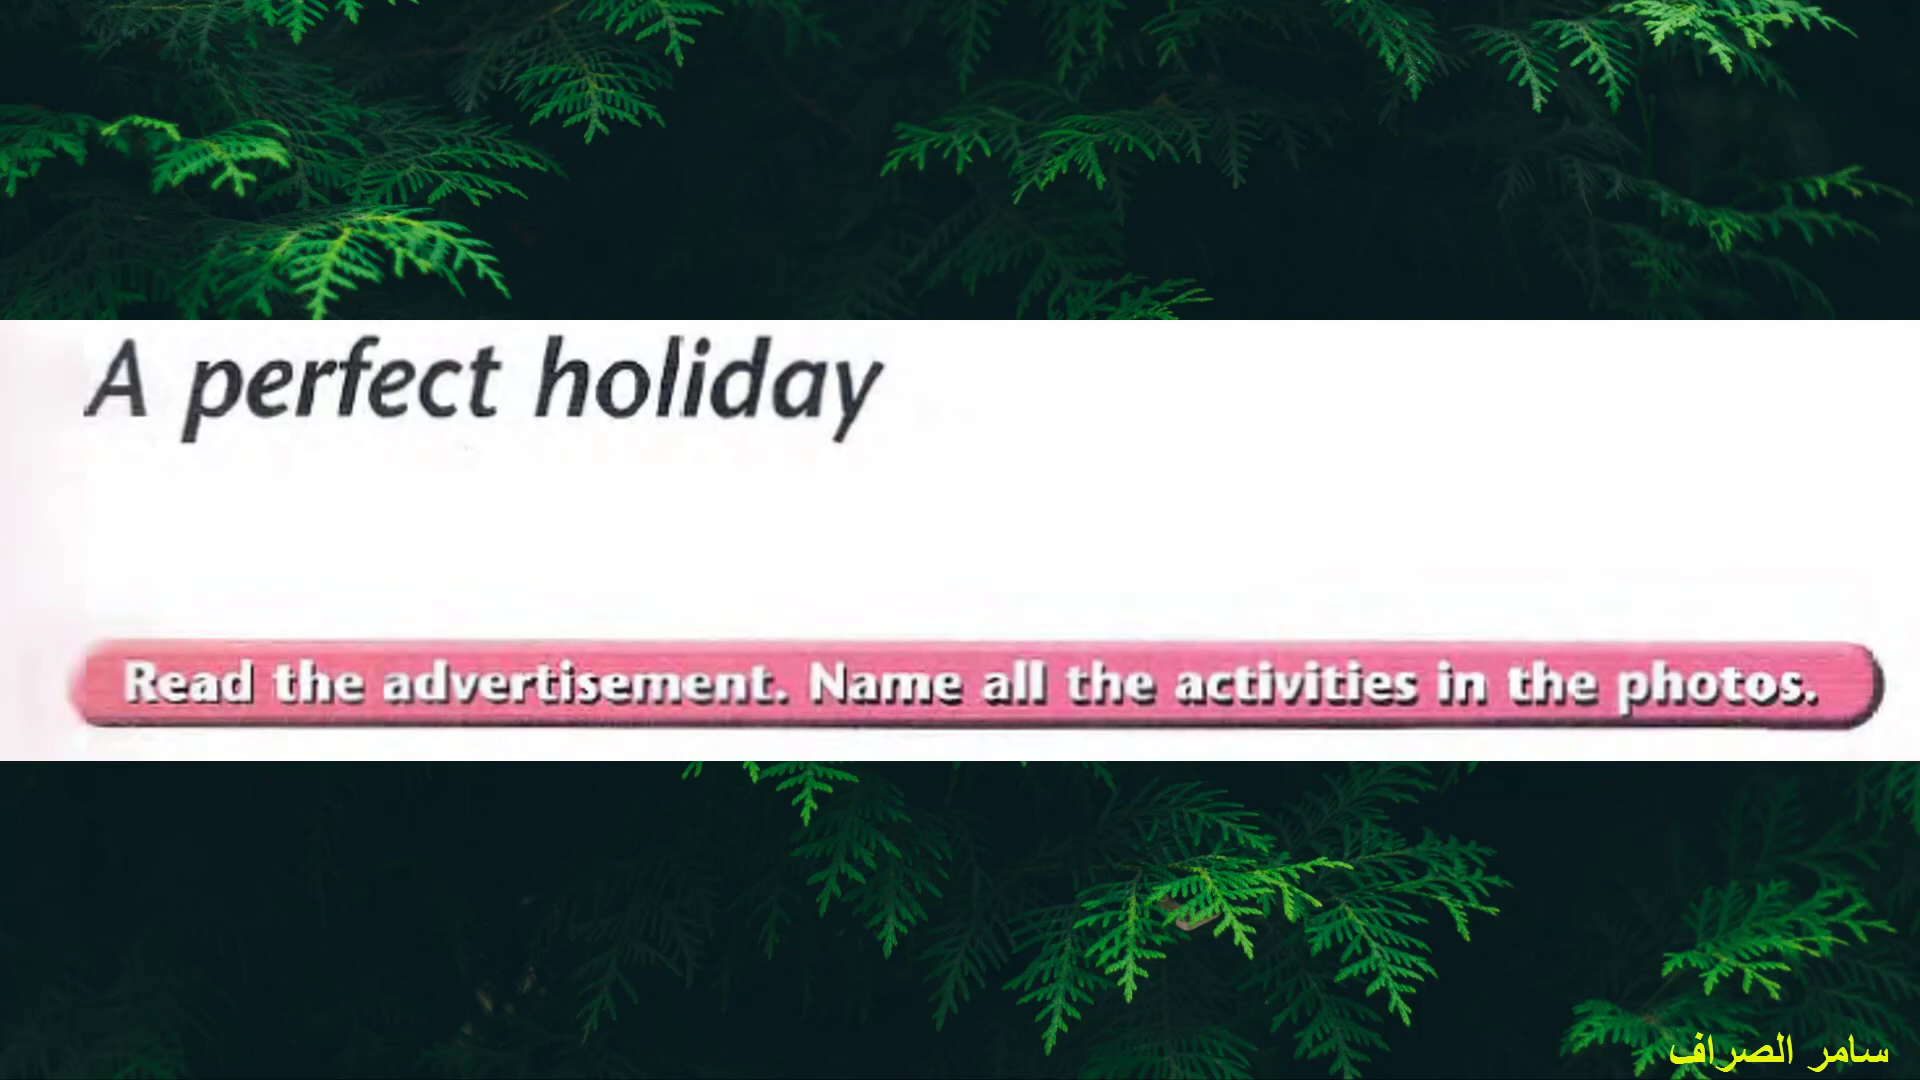 A perfect holiday
Read the advertisement. Name all the activities in the photos.
سامر الصراف